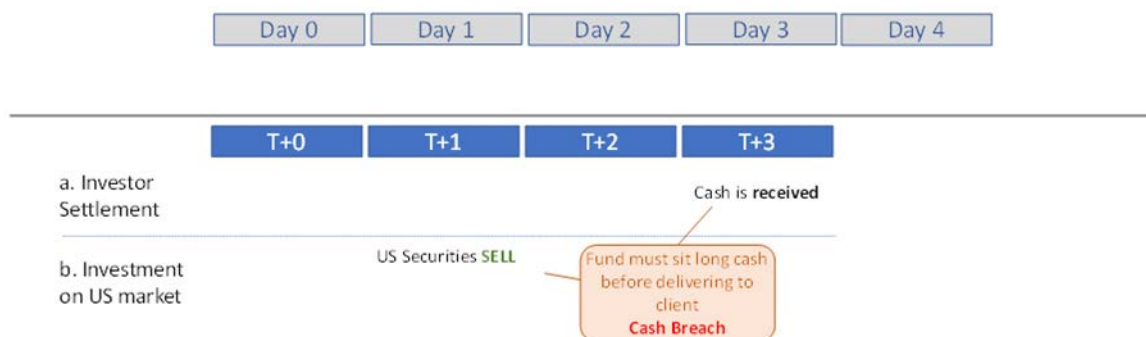 Day 0
Day 1
Day 2
Day 3
Day 4
T+0
T+1
T+2
T+3
a. Investor
Settlement
Cash is received
b. Investment
on US market
US Securities SELL
Fund must sit long cash
before delivering to
client
Cash Breach